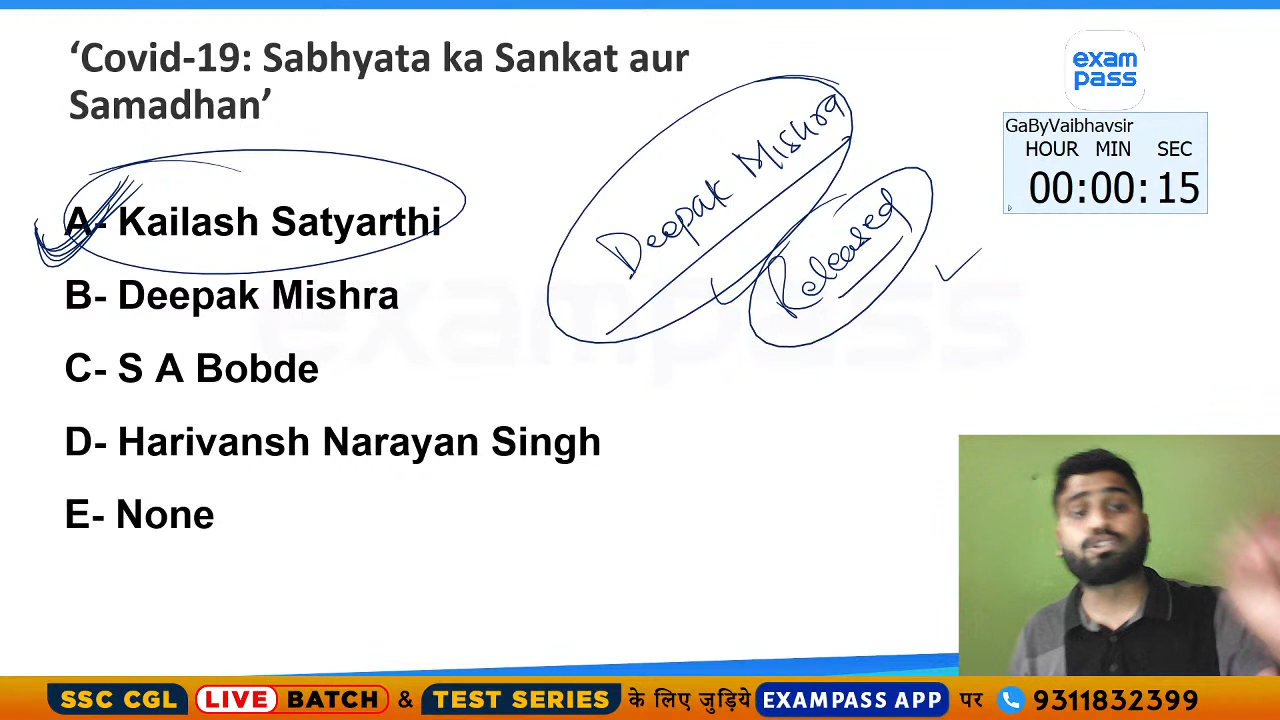 ‘Covid-19: Sabhyata ka Sankat aur
Samadhan’
exam
pass
GaByVaibhavsir
HOUR MIN SEC
00:00:15
Deepak Mishra
Released
A- Kailash Satyarthi
B- Deepak Mishra
C- S A Bobde
D- Harivansh Narayan Singh
E- None
exampass
SSC CGL LIVE BATCH & TEST SERIES के लिए जुड़िये EXAMPASS APP पर 9311832399